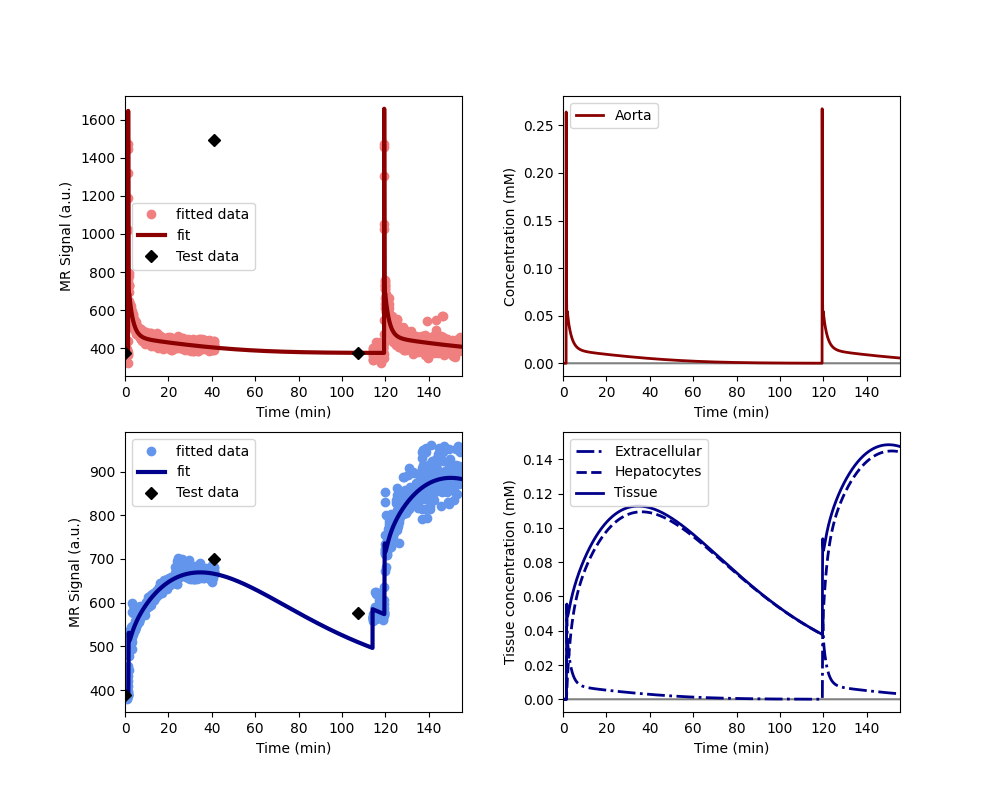 1600
1400
1200
1000
800
600
400
MR Signal (a.u.)
fitted data
fit
Test data
0 20 40 60 80 100 120 140
Time (min)
0.25
0.20
0.15
0.10
0.05
0.00
Concentration (mM)
Aorta
0 20 40 60 80 100 120 140
Time (min)
900
800
700
600
500
400
MR Signal (a.u.)
fitted data
fit
Test data
0 20 40 60 80 100 120 140
Time (min)
0.14
0.12
0.10
0.08
0.06
0.04
0.02
0.00
Tissue concentration (mM)
Extracellular
Hepatocytes
Tissue
0 20 40 60 80 100 120 140
Time (min)